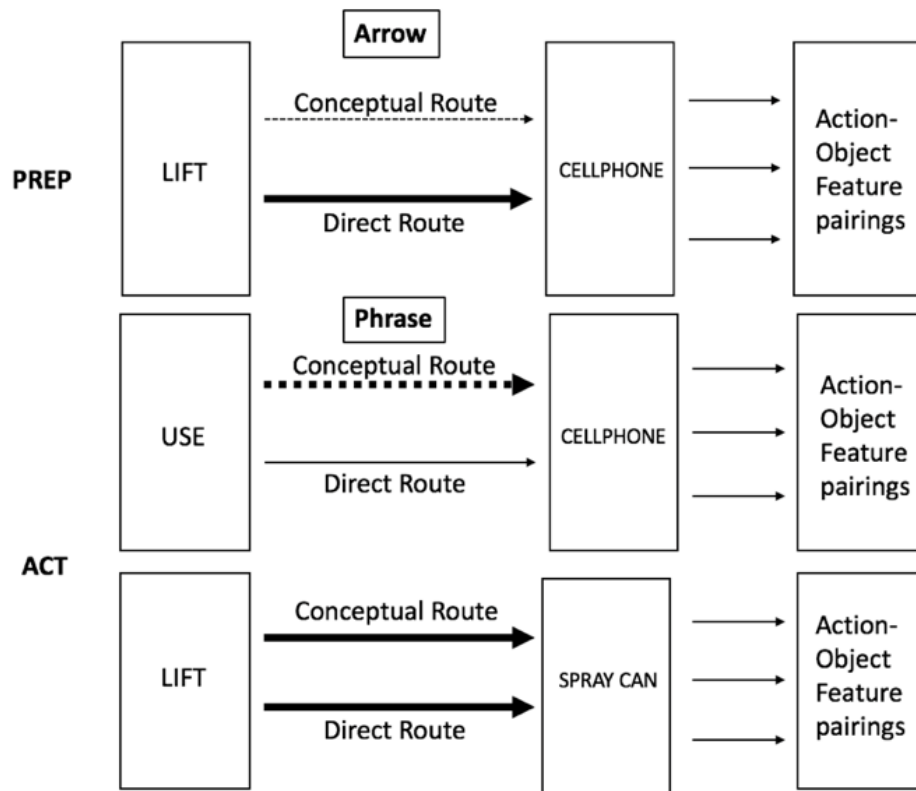 Arrow
Conceptual Route
PREP
LIFT
Direct Route
CELLPHONE
Action-
Object
Feature
pairings
Phrase
Conceptual Route
USE
Direct Route
CELLPHONE
Action-
Object
Feature
pairings
ACT
Conceptual Route
LIFT
Direct Route
SPRAY CAN
Action-
Object
Feature
pairings